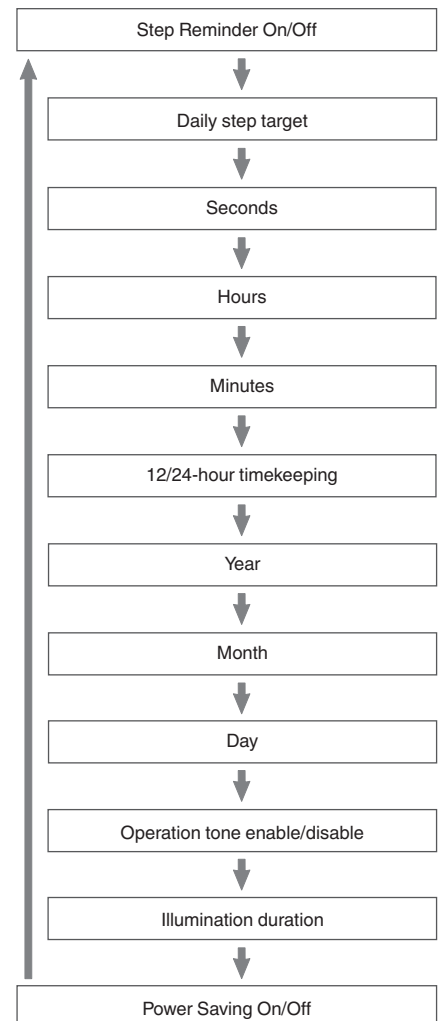 Step Reminder On/Off
Daily step target
Seconds
Hours
Minutes
12/24-hour timekeeping
Year
Month
Day
Operation tone enable/disable
Illumination duration
Power Saving On/Off